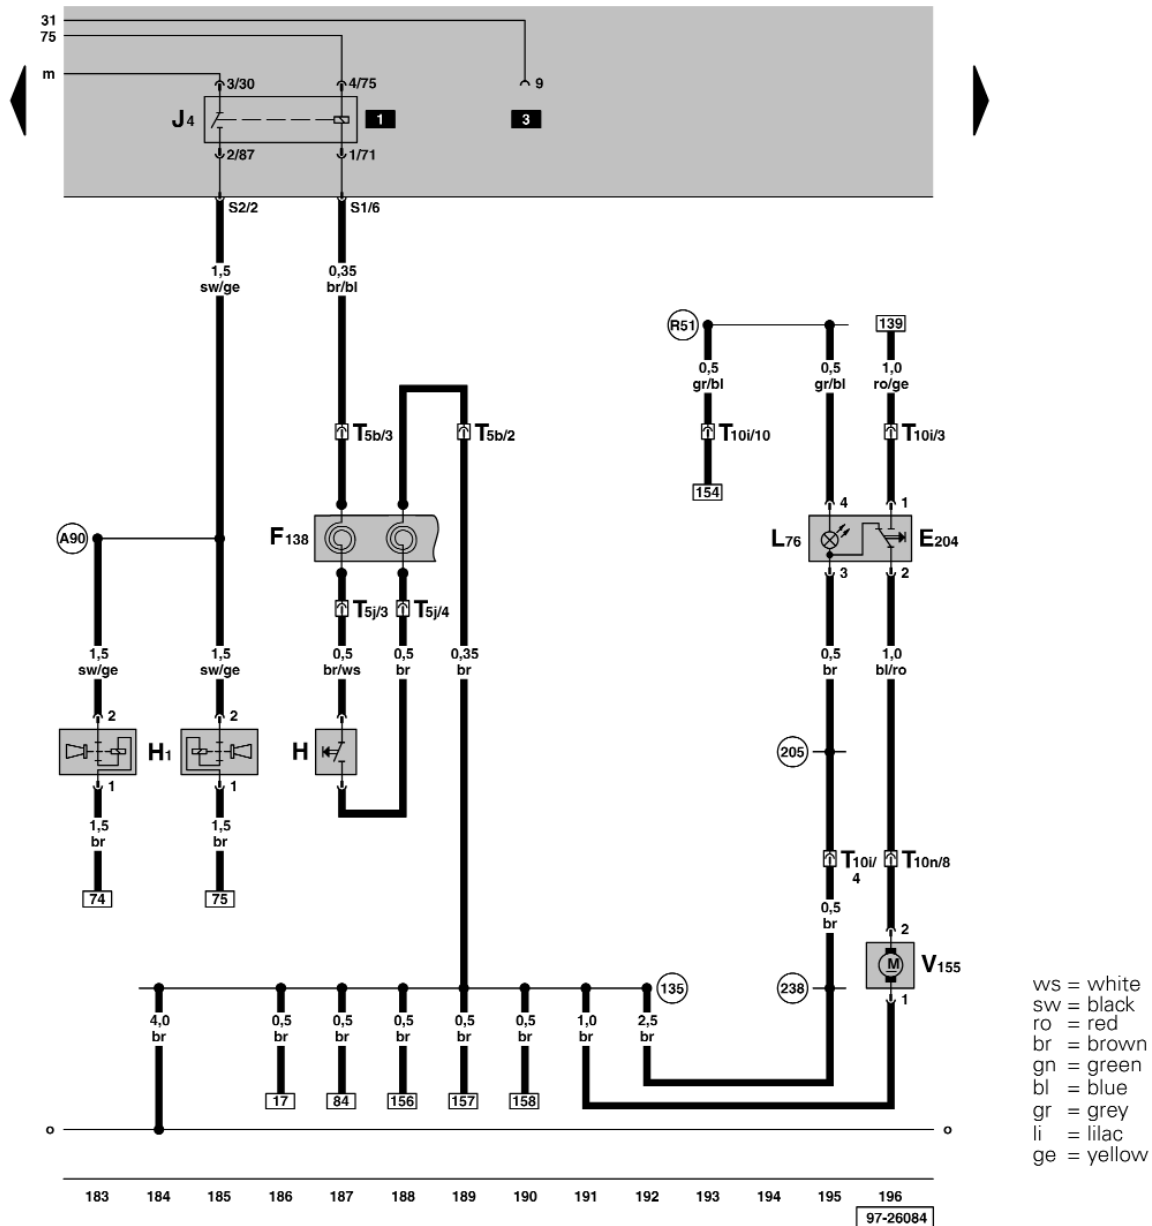 31
75
m
3/30
4/75
9
J4
1
3
2/87
1/71
S2/2
S1/6
1,5
sw/ge
0,35
br/bl
R51
139
0,5
gr/bl
0,5
gr/bl
1,0
ro/ge
T5b/3
T5b/2
T10i/10
T10i/3
154
4
1
A90
F138
L76
E204
3
2
T5j/3
T5j/4
1,5
sw/ge
1,5
sw/ge
0,5
br/ws
0,5
br
0,35
br
0,5
br
1,0
bl/ro
2
2
H1
H
205
1
1
1,5
br
1,5
br
T10i/
4
T10n/8
74
75
0,5
br
2
M
V155
135
238
1
4,0
br
0,5
br
0,5
br
0,5
br
0,5
br
0,5
br
1,0
br
2,5
br
17
84
156
157
158
o
o
183 184 185 186 187 188 189 190 191 192 193 194 195 196
97-26084
ws = white
sw = black
ro = red
br = brown
gn = green
bl = blue
gr = grey
li = lilac
ge = yellow